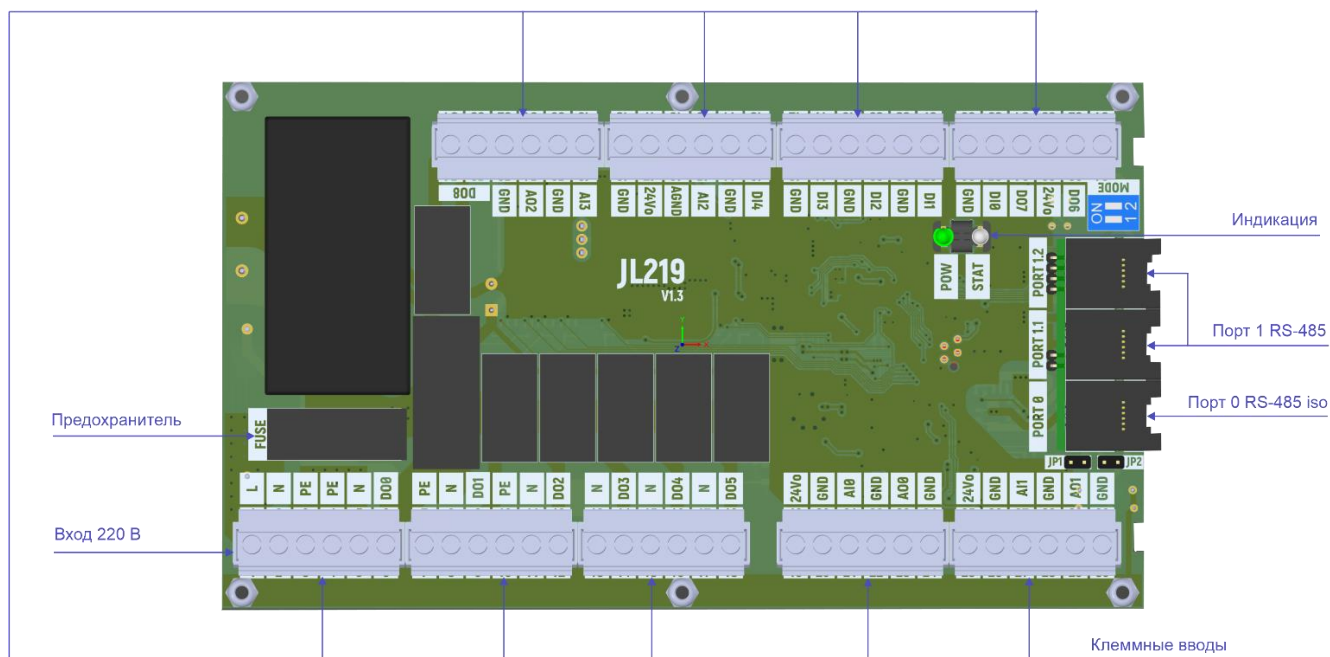 DO8
GND
AO2
GND
AI3
GND
24Vo
AGND
AI2
GND
DI4
GND
DI3
GND
DI2
GND
DI1
GND
DI0
DO7
24Vo
DO6
MODE
ON
1 2
Индикация
POW
STAT
JL219
V1.3
Y
Z
X
PORT 1.2
PORT 1.1
PORT 0
Порт 1 RS-485
Порт 0 RS-485 iso
Предохранитель
FUSE
JP1
JP2
L
N
PE
PE
N
DO0
PE
N
DO1
PE
N
DO2
N
DO3
N
DO4
N
DO5
24Vo
GND
AI0
GND
AO0
GND
24Vo
GND
AI1
GND
AO1
GND
Вход 220 В
Клеммные вводы